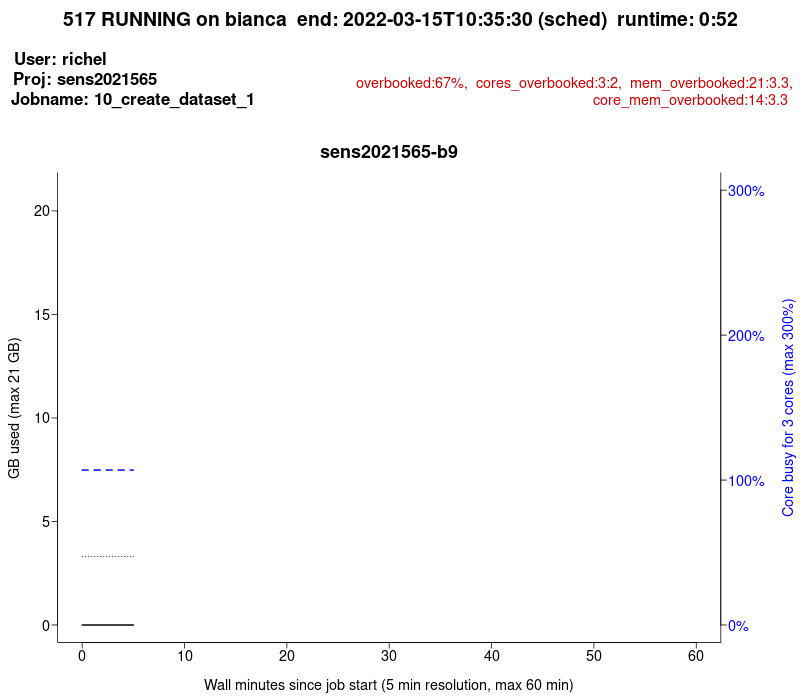 517 RUNNING on bianca  end: 2022-03-15T10:35:30 (sched)  runtime: 0:52
User: richel
Proj: sens2021565
Jobname: 10_create_dataset_1
overbooked:67%,  cores_overbooked:3:2,  mem_overbooked:21:3.3,
core_mem_overbooked:14:3.3
sens2021565-b9
20
15
10
5
0
GB used (max 21 GB)
300%
200%
100%
0%
Core busy for 3 cores (max 300%)
0 10 20 30 40 50 60
Wall minutes since job start (5 min resolution, max 60 min)